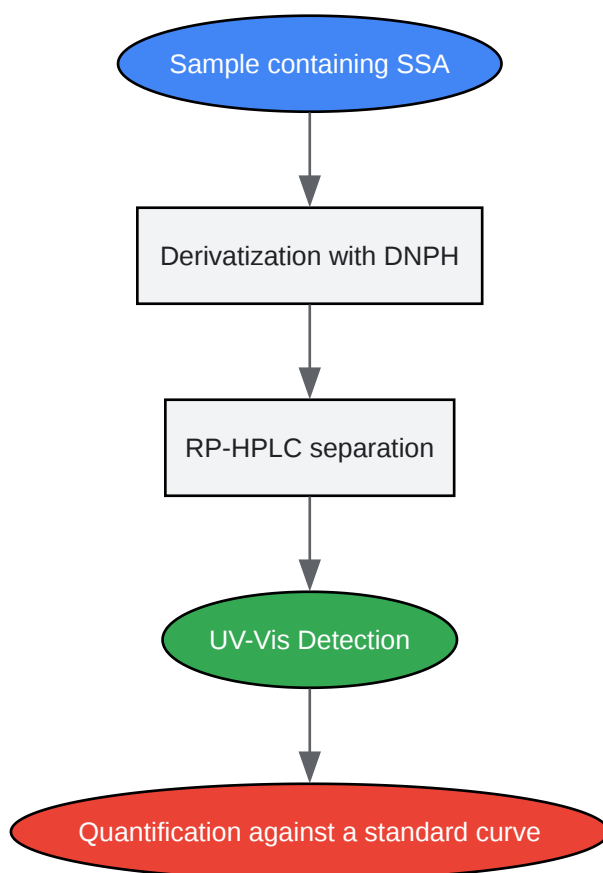 Sample containing SSA
Derivatization with DNPH
RP-HPLC separation
UV-Vis Detection
Quantification against a standard curve